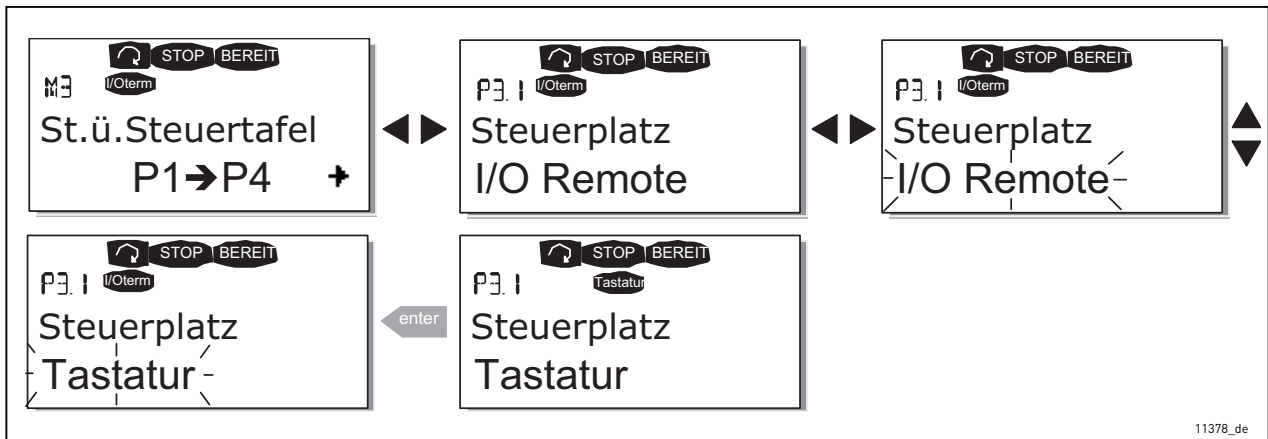 STOP BEREIT
M3 I/Oterm
St.ü.Steuertafel
P1➔P4
STOP BEREIT
P3.1 I/Oterm
Steuerplatz
I/O Remote
STOP BEREIT
P3.1 I/Oterm
Steuerplatz
I/O Remote
STOP BEREIT
P3.1 I/Oterm
Steuerplatz
Tastatur
enter
STOP BEREIT
P3.1 Tastatur
Steuerplatz
Tastatur
11378_de